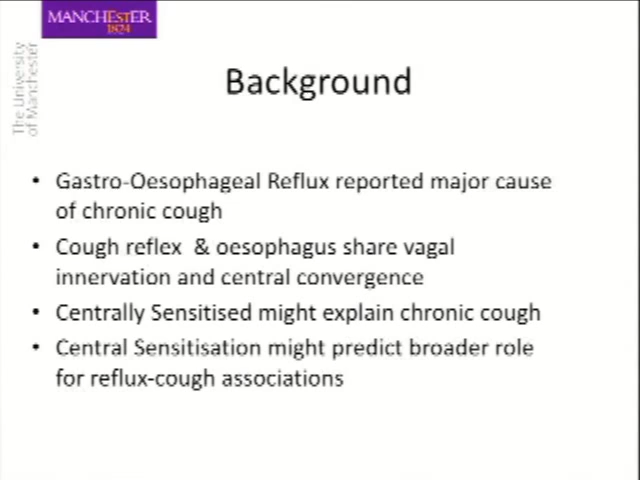 MANCHESTER
1824
The University
of Manchester
Background
• Gastro-Oesophageal Reflux reported major cause
of chronic cough
• Cough reflex & oesophagus share vagal
innervation and central convergence
• Centrally Sensitised might explain chronic cough
• Central Sensitisation might predict broader role
for reflux-cough associations